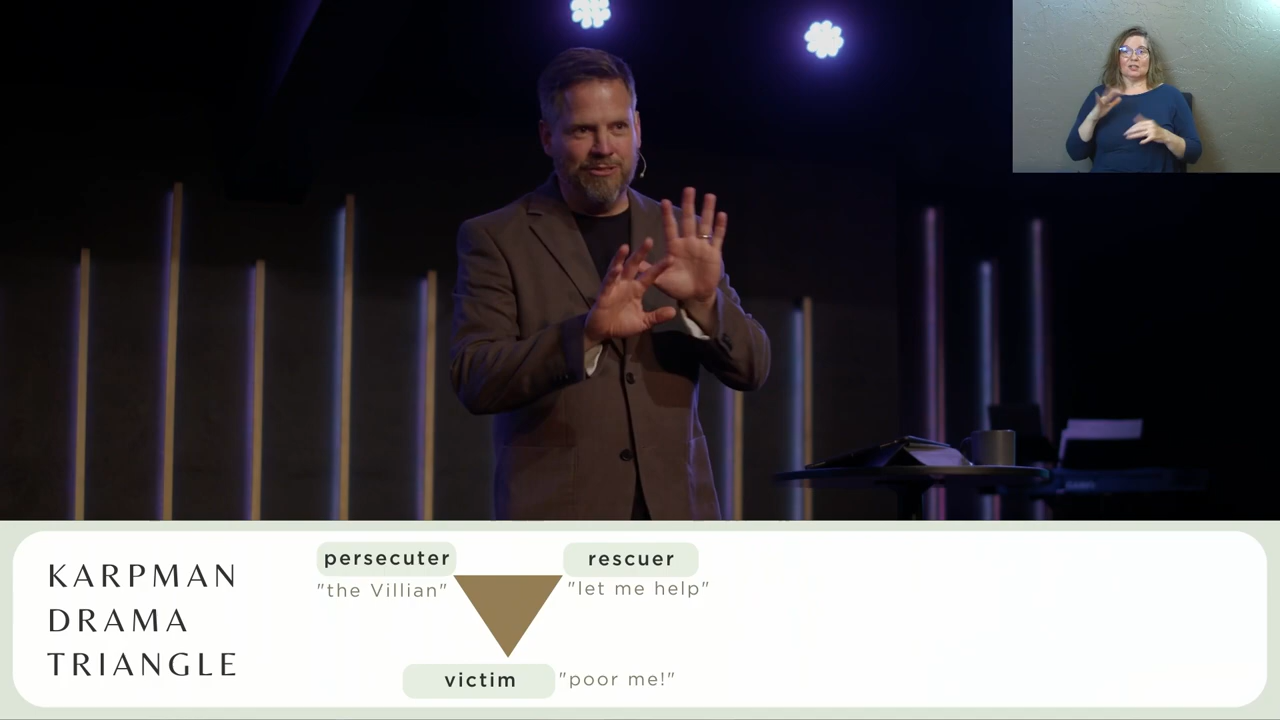 KARPMAN
DRAMA
TRIANGLE
persecuter
"the Villian"
rescuer
"let me help"
victim
"poor me!"